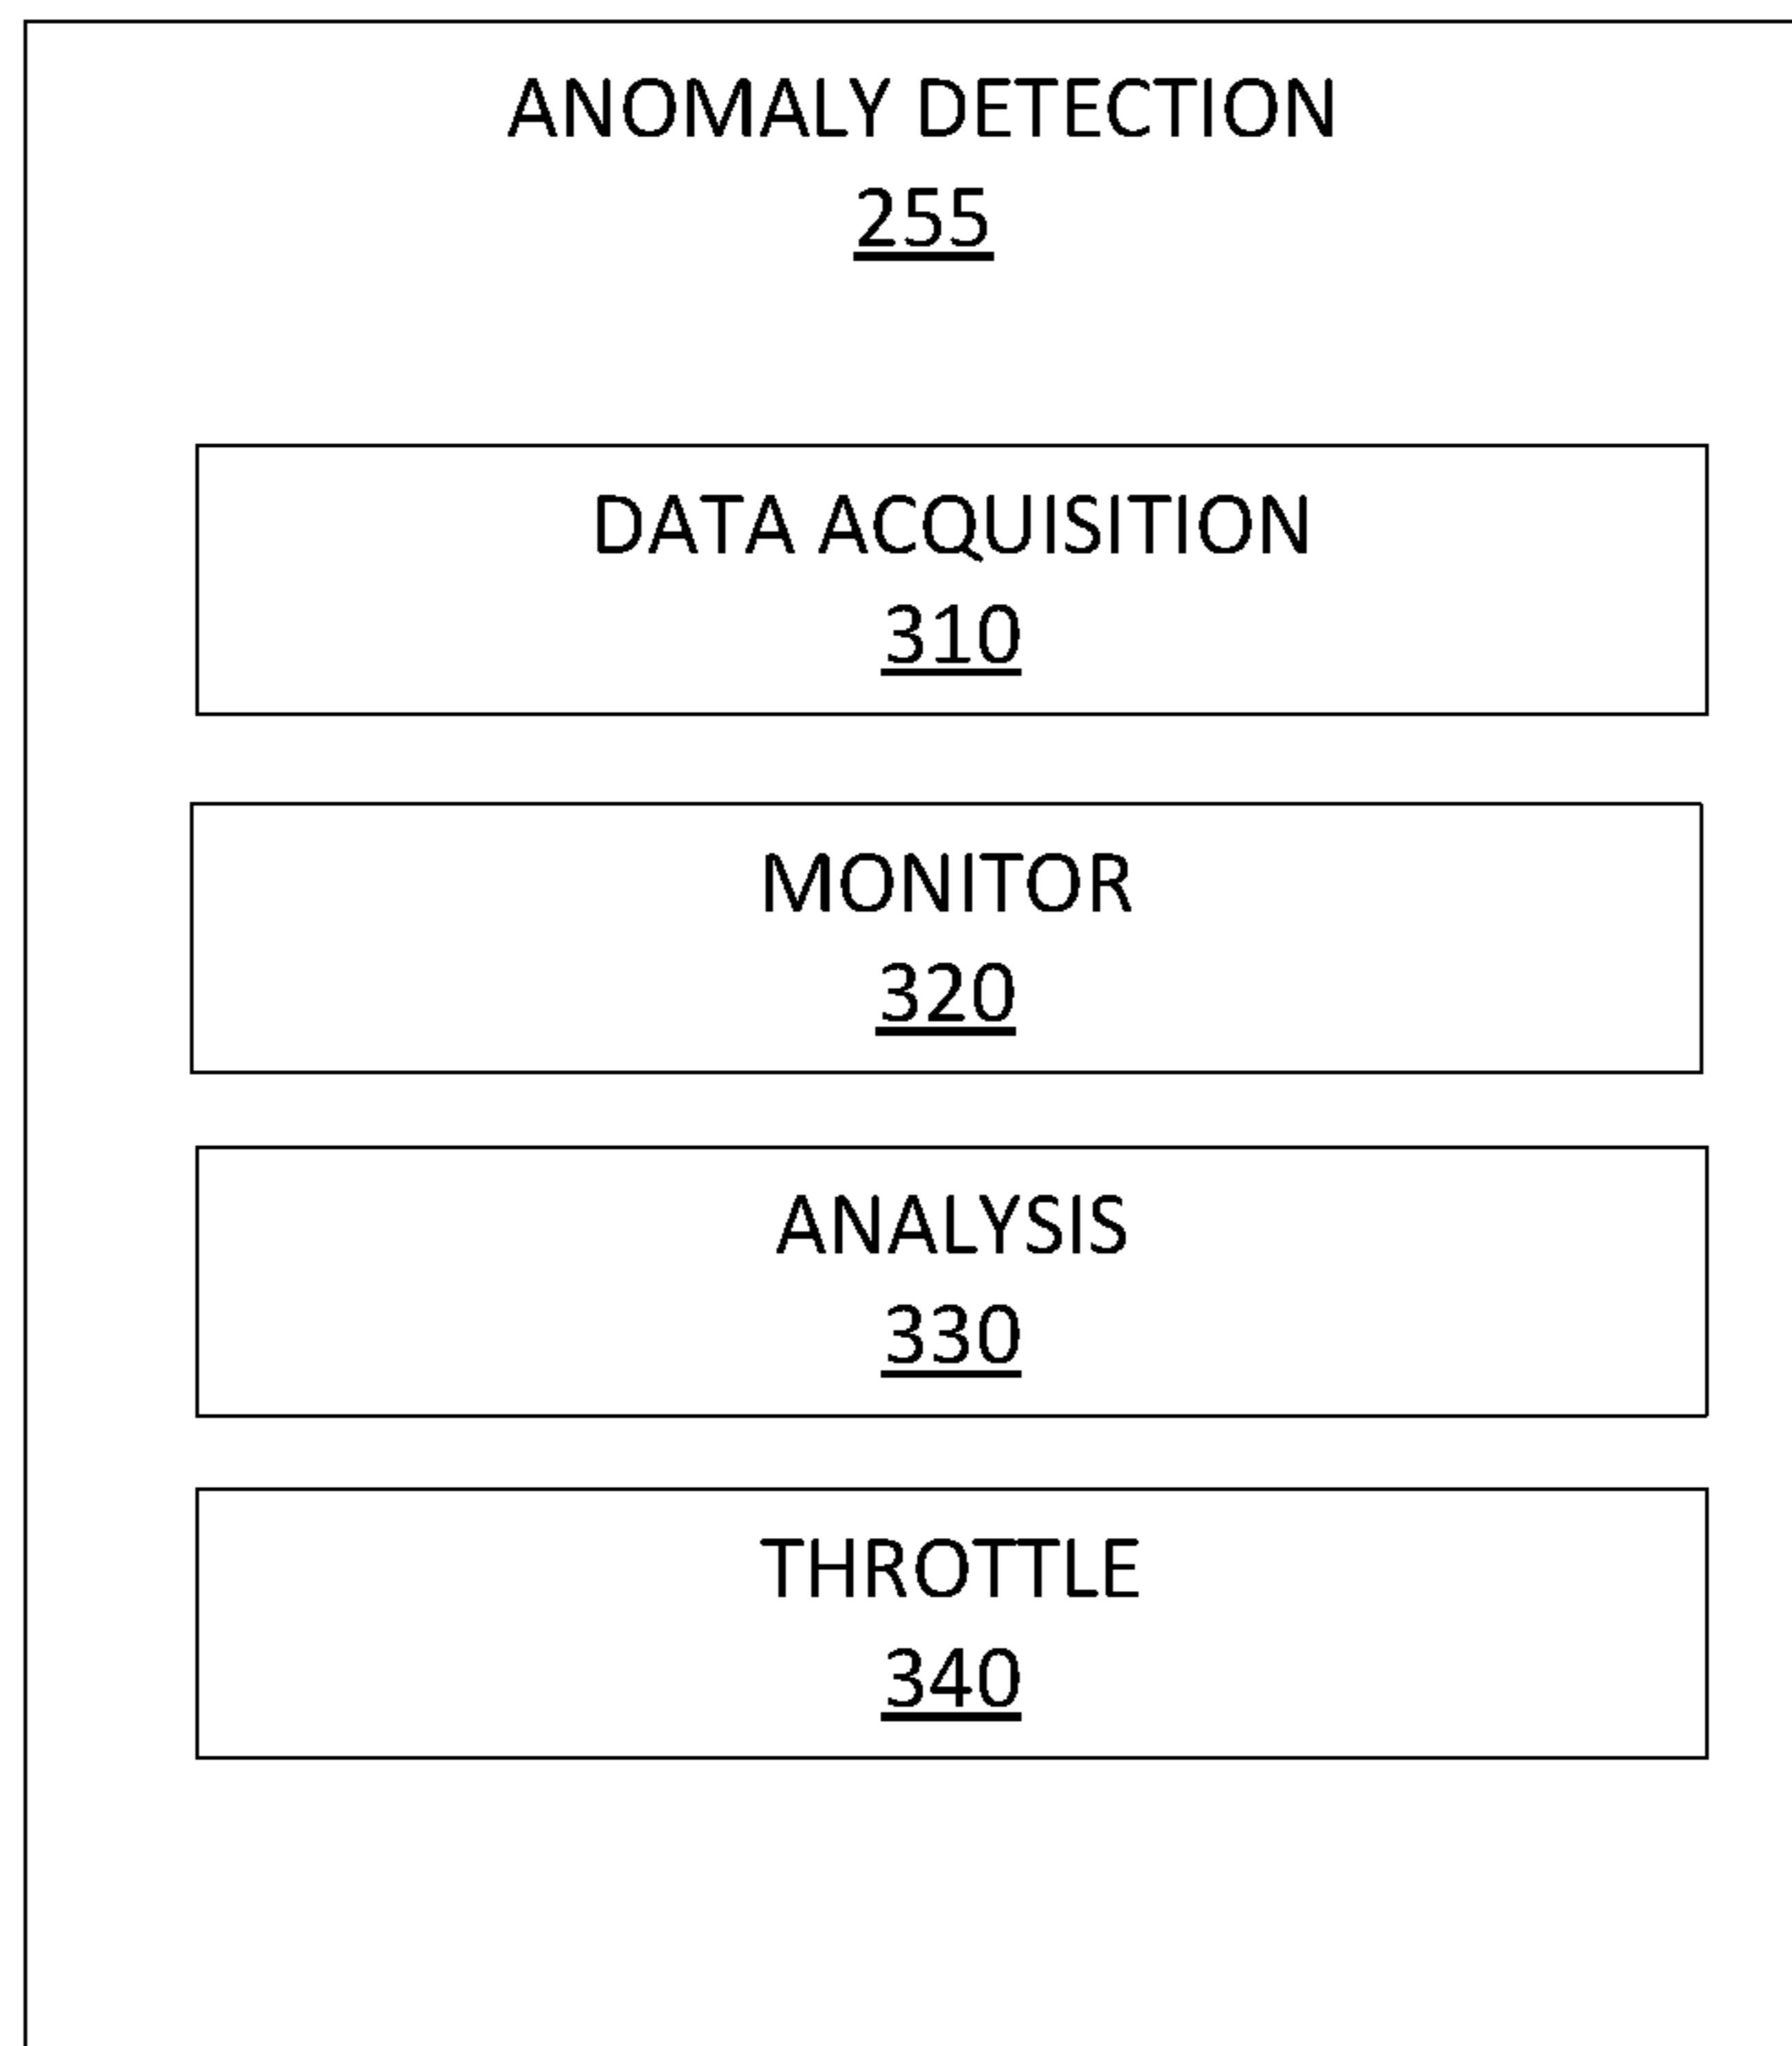 ANOMALY DETECTION
255
DATA ACQUISITION
310
MONITOR
320
ANALYSIS
330
THROTTLE
340